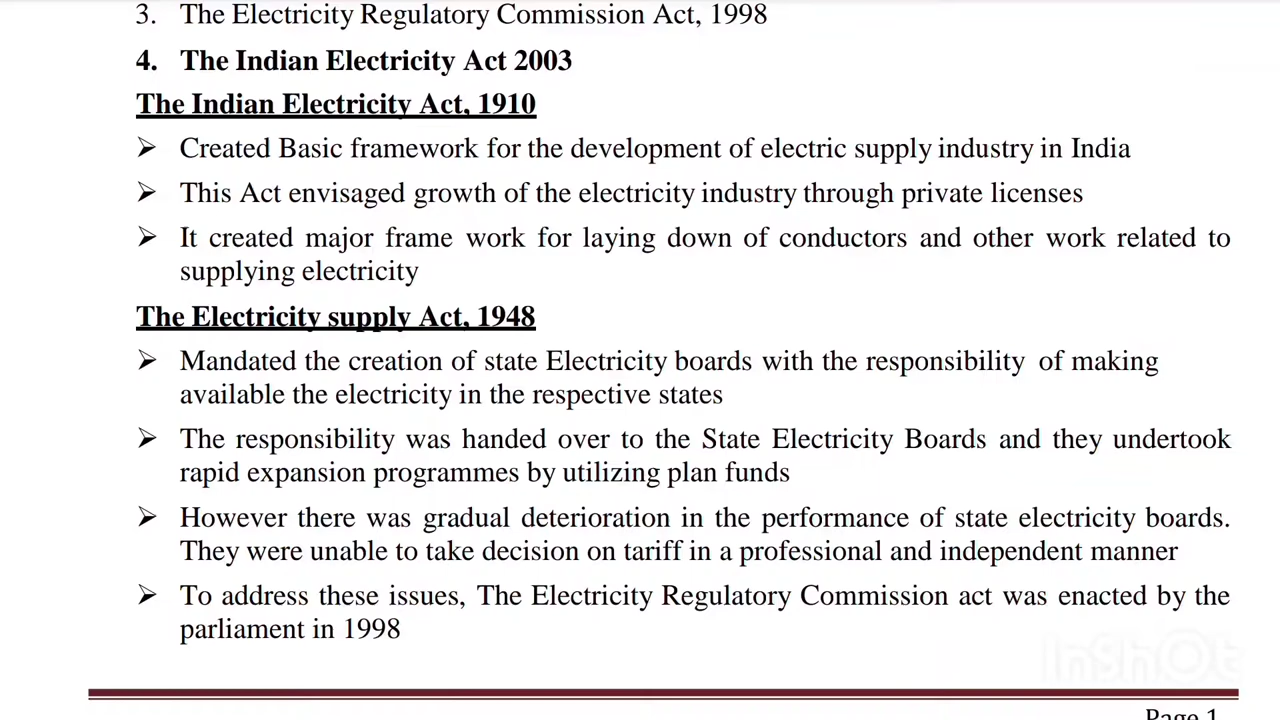 3. The Electricity Regulatory Commission Act, 1998
4. The Indian Electricity Act 2003
The Indian Electricity Act, 1910
➢ Created Basic framework for the development of electric supply industry in India
➢ This Act envisaged growth of the electricity industry through private licenses
➢ It created major frame work for laying down of conductors and other work related to
supplying electricity
The Electricity supply Act, 1948
➢ Mandated the creation of state Electricity boards with the responsibility of making
available the electricity in the respective states
➢ The responsibility was handed over to the State Electricity Boards and they undertook
rapid expansion programmes by utilizing plan funds
➢ However there was gradual deterioration in the performance of state electricity boards.
They were unable to take decision on tariff in a professional and independent manner
➢ To address these issues, The Electricity Regulatory Commission act was enacted by the
parliament in 1998
InShOt
Page 1